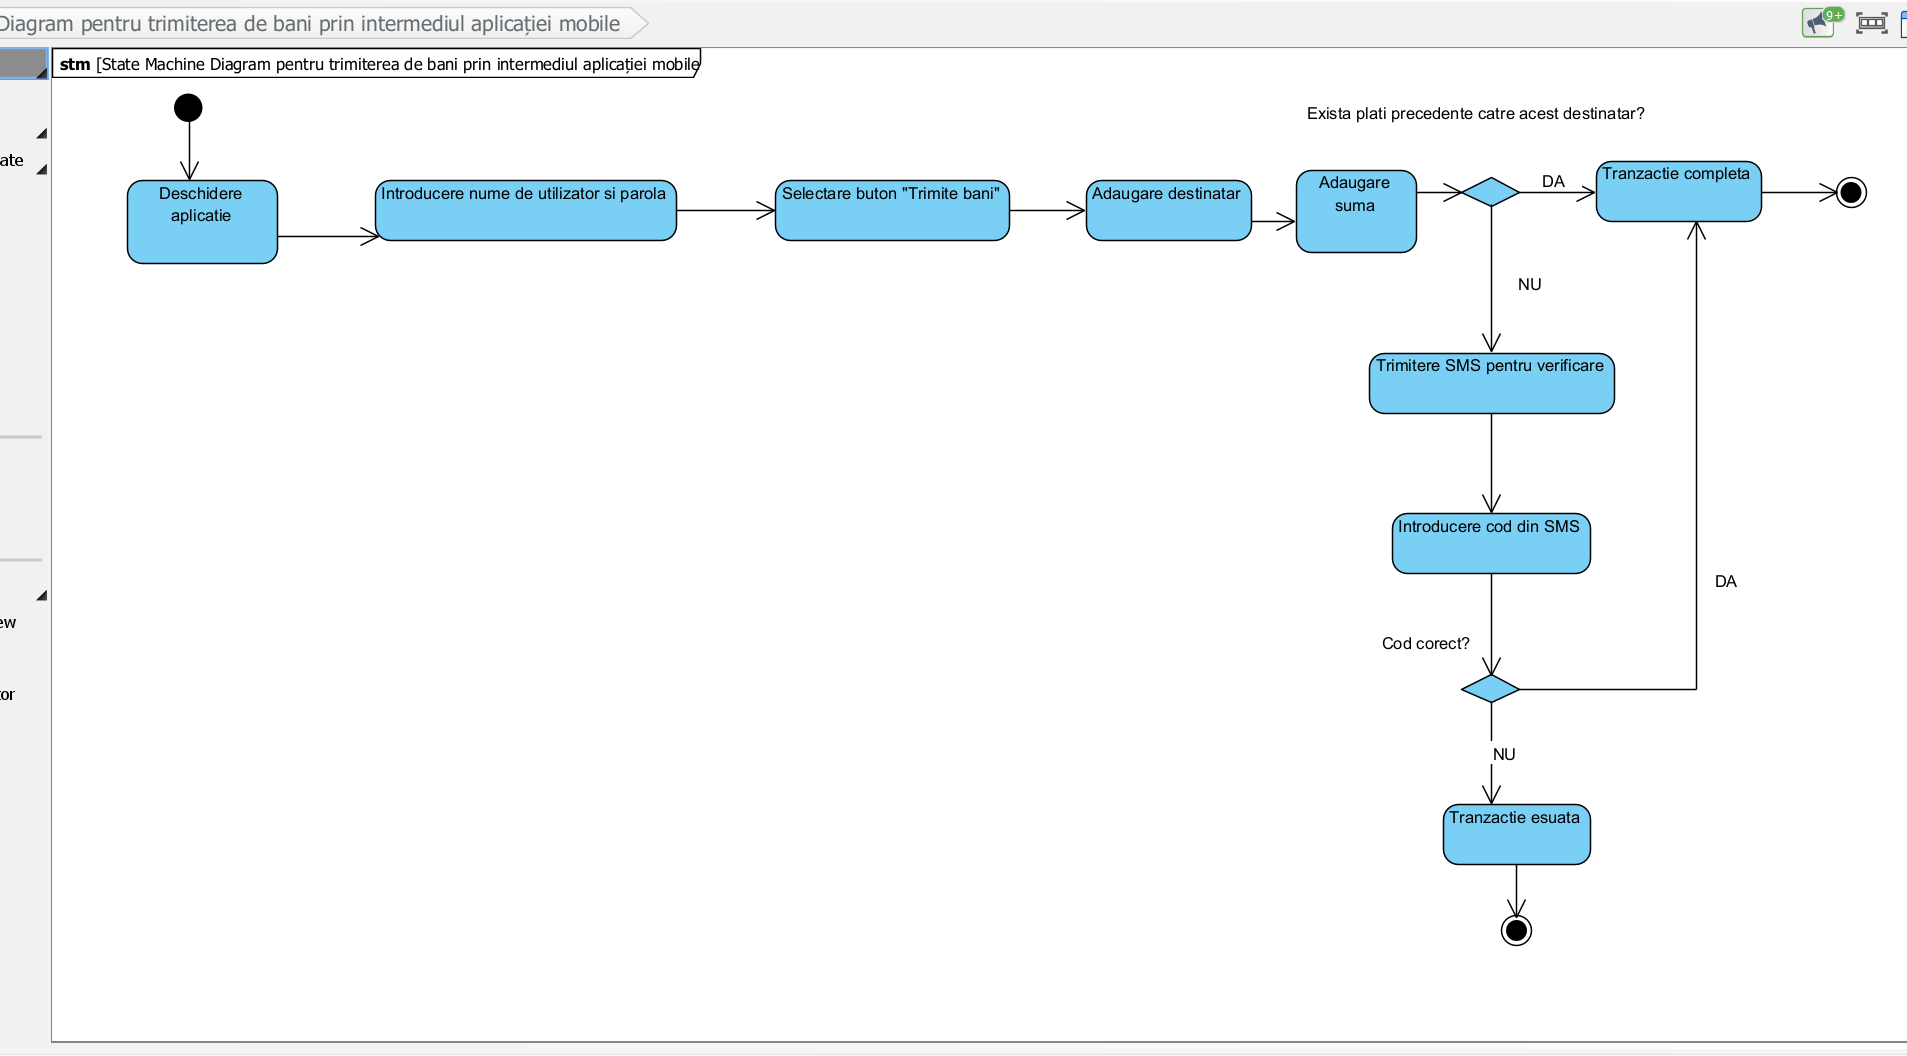 Diagram pentru trimiterea de bani prin intermediul aplicației mobile
9+
stm [State Machine Diagram pentru trimiterea de bani prin intermediul aplicației mobile
Exista plati precedente catre acest destinatar?
ate
Deschidere
aplicatie
Introducere nume de utilizator si parola
Selectare buton "Trimite bani"
Adaugare destinatar
Adaugare
suma
DA
Tranzactie completa
NU
Trimitere SMS pentru verificare
Introducere cod din SMS
DA
ew
Cod corect?
tor
NU
Tranzactie esuata